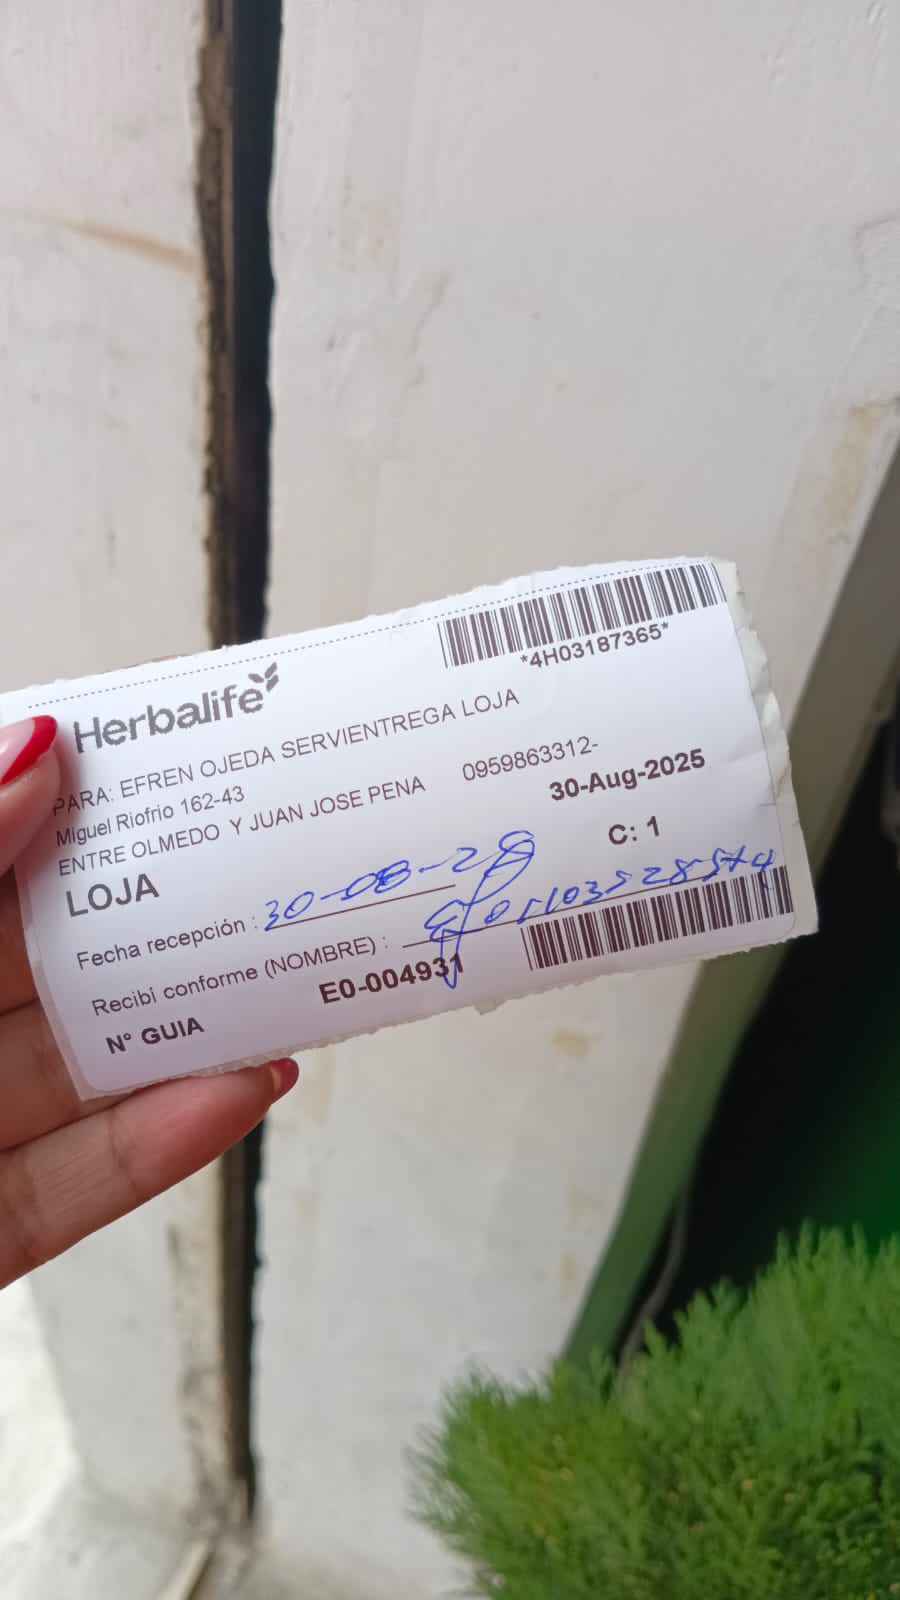 *4H03187365*
Herbalife
PARA: EFREN OJEDA SERVIENTREGA LOJA
Miguel Riofrio 162-43
ENTRE OLMEDO Y JUAN JOSE PENA 0959863312-
30-Aug-2025
LOJA
C: 1
Fecha recepción : 30-08-
Recibí conforme (NOMBRE) :
N° GUIA E0-004931